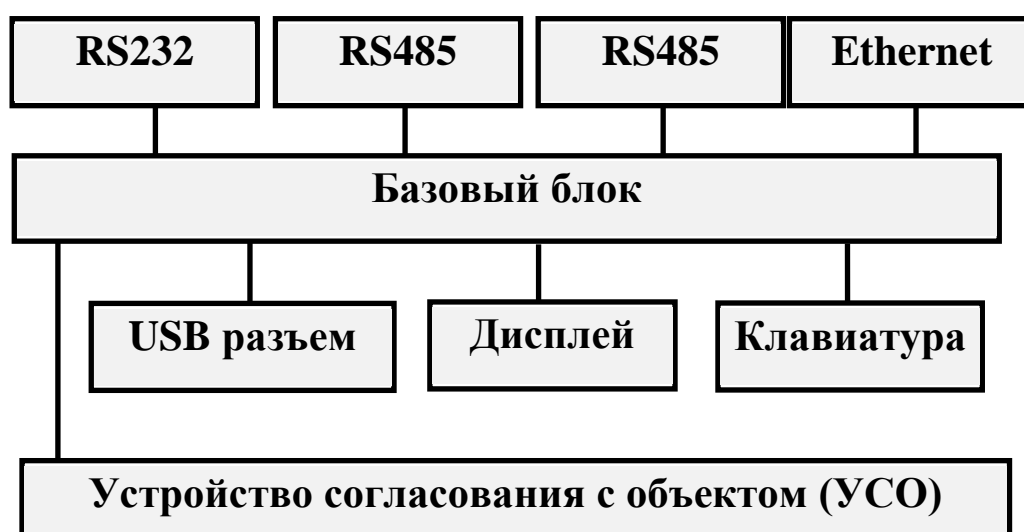 RS232
RS485
RS485
Ethernet
Базовый блок
USB разъем
Дисплей
Клавиатура
Устройство согласования с объектом (УСО)